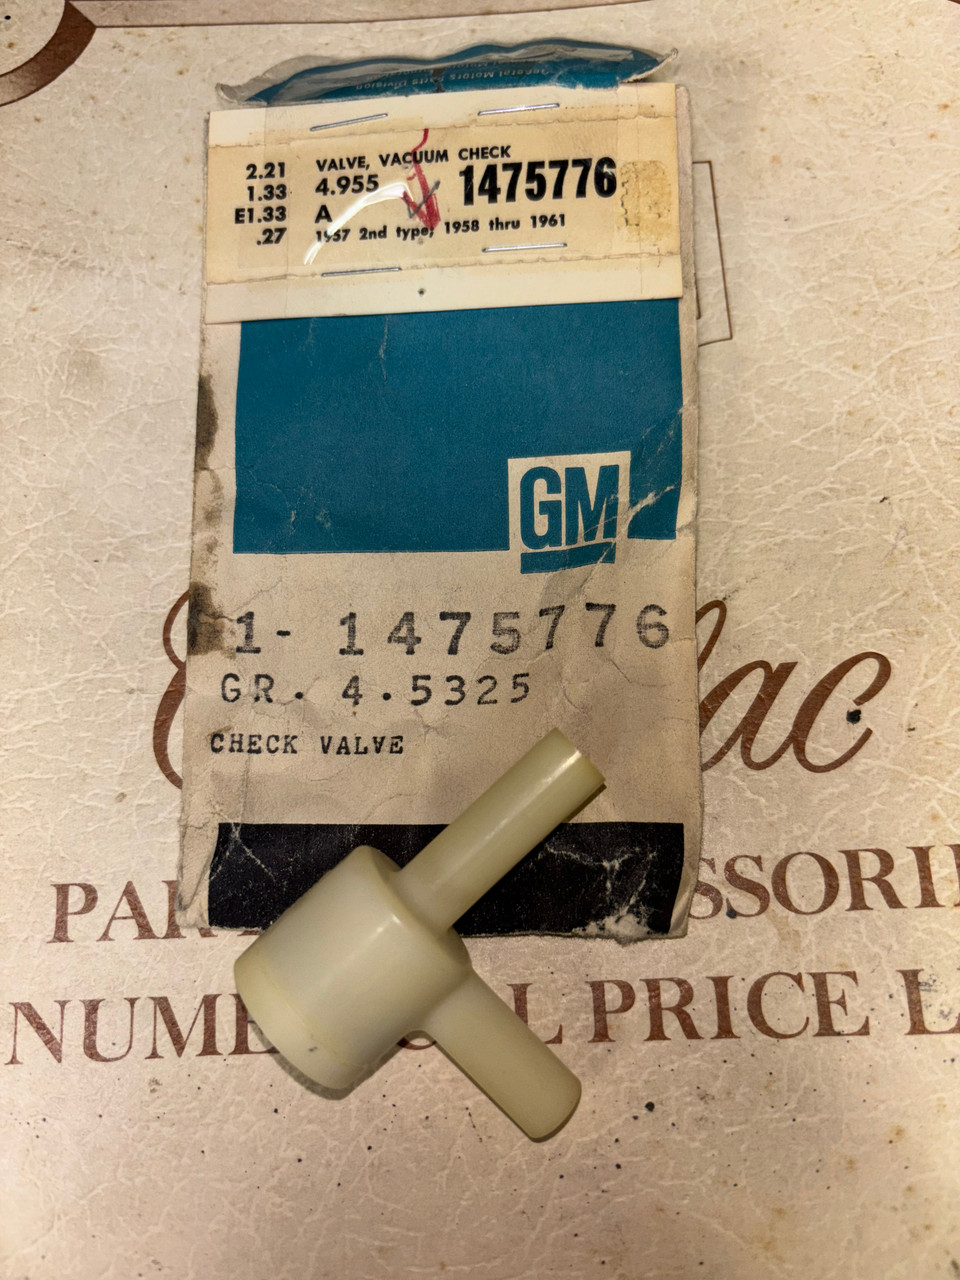 General Motors Parts Division
2.21 VALVE, VACUUM CHECK
1.33 4.955 1475776
E1.33 A
.27 1957 2nd type; 1958 thru 1961
GM
1- 1475776
GR. 4.5325
CHECK VALVE
ac
PA SSORI
NUME L PRICE L